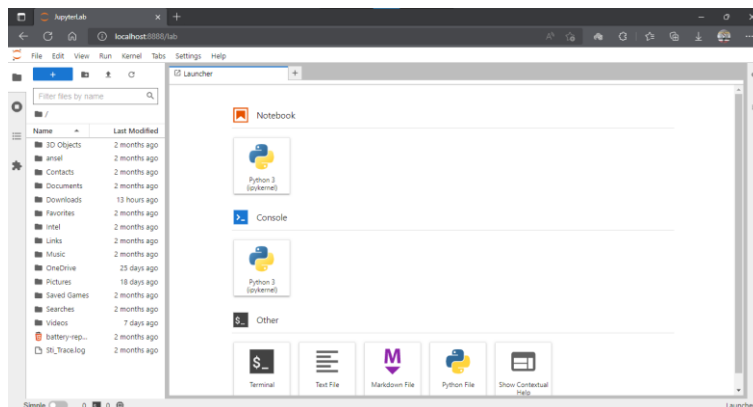 JupyterLab
localhost:8888/lab
File Edit View Run Kernel Tabs Settings Help
Launcher
Filter files by name
/
Name Last Modified
3D Objects 2 months ago
ansel 2 months ago
Contacts 2 months ago
Documents 2 months ago
Downloads 13 hours ago
Favorites 2 months ago
Intel 2 months ago
Links 2 months ago
Music 2 months ago
OneDrive 25 days ago
Pictures 18 days ago
Saved Games 2 months ago
Searches 2 months ago
Videos 7 days ago
battery-rep... 2 months ago
Sti_Trace.log 2 months ago
Notebook
Python 3
(ipykernel)
Console
Python 3
(ipykernel)
$_ Other
$_
M
Terminal Text File Markdown File Python File Show Contextual
Help
Simple 0 $_ 0 Launcher